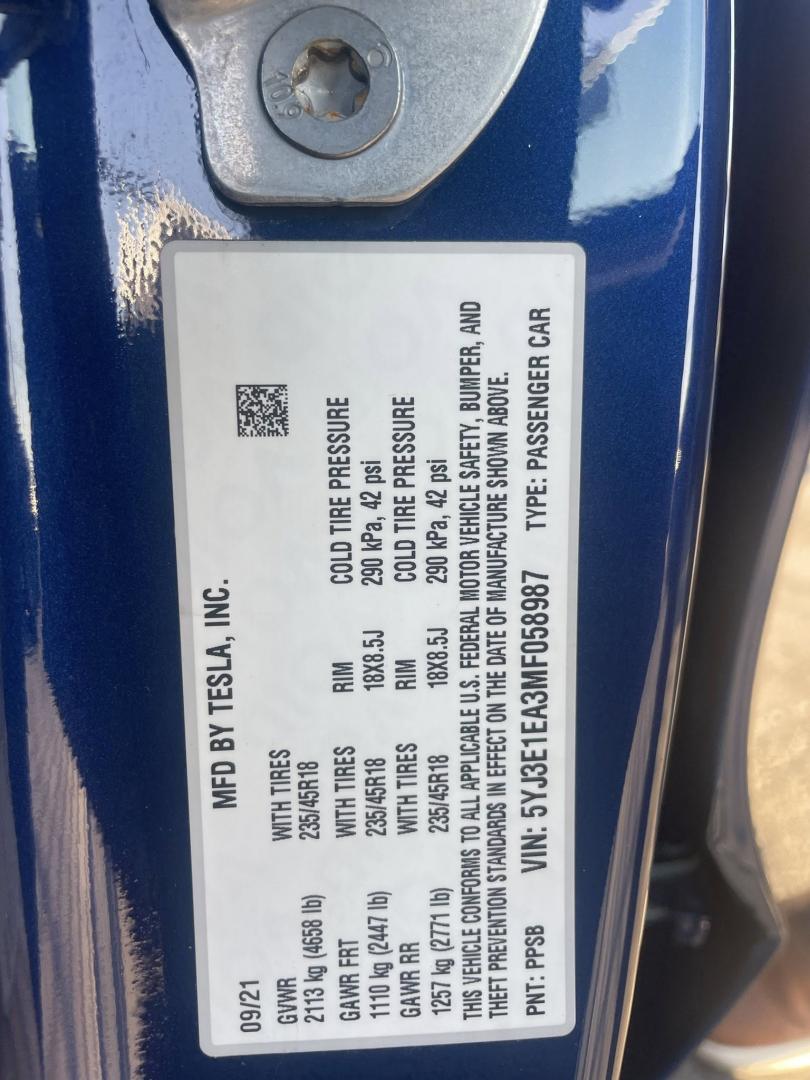 10.9
MFD BY TESLA, INC.
09/21
GVWR WITH TIRES
2113 kg (4658 lb) 235/45R18
GAWR FRT WITH TIRES RIM COLD TIRE PRESSURE
1110 kg (2447 lb) 235/45R18 18X8.5J 290 kPa, 42 psi
GAWR RR WITH TIRES RIM COLD TIRE PRESSURE
1257 kg (2771 lb) 235/45R18 18X8.5J 290 kPa, 42 psi
THIS VEHICLE CONFORMS TO ALL APPLICABLE U.S. FEDERAL MOTOR VEHICLE SAFETY, BUMPER, AND
THEFT PREVENTION STANDARDS IN EFFECT ON THE DATE OF MANUFACTURE SHOWN ABOVE.
PNT: PPSB VIN: 5YJ3E1EA3MF058987 TYPE: PASSENGER CAR